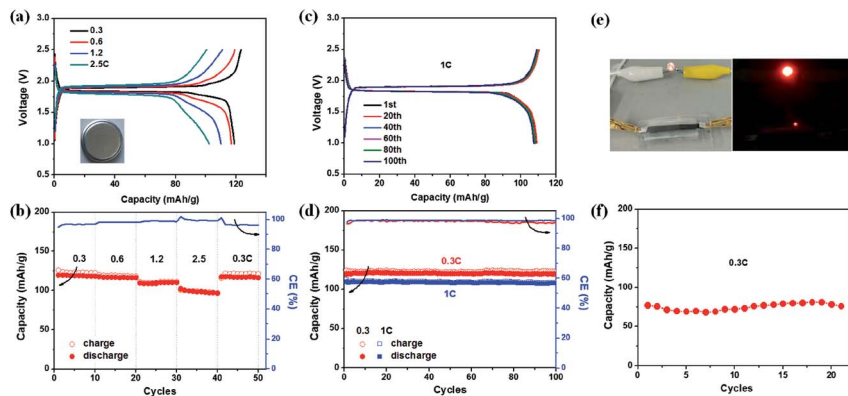 (a)
3.0
2.5
2.0
1.5
1.0
0.5
0 40 80 120
Voltage (V)
Capacity (mAh/g)
0.3
0.6
1.2
2.5C
(c)
3.0
2.5
2.0
1.5
1.0
0.5
0 20 40 60 80 100 120
Voltage (V)
Capacity (mAh/g)
1C
1st
20th
40th
60th
80th
100th
(e)
(b)
200
150
100
50
0
0 10 20 30 40 50
100
80
60
40
20
0
Capacity (mAh/g)
CE (%)
Cycles
0.3 0.6 1.2 2.5 0.3C
charge
discharge
(d)
200
150
100
50
0
0 20 40 60 80 100
100
80
60
40
20
0
Capacity (mAh/g)
CE (%)
Cycles
0.3C
1C
0.3 1C
charge
discharge
(f)
200
150
100
50
0
0 5 10 15 20
Capacity (mAh/g)
Cycles
0.3C